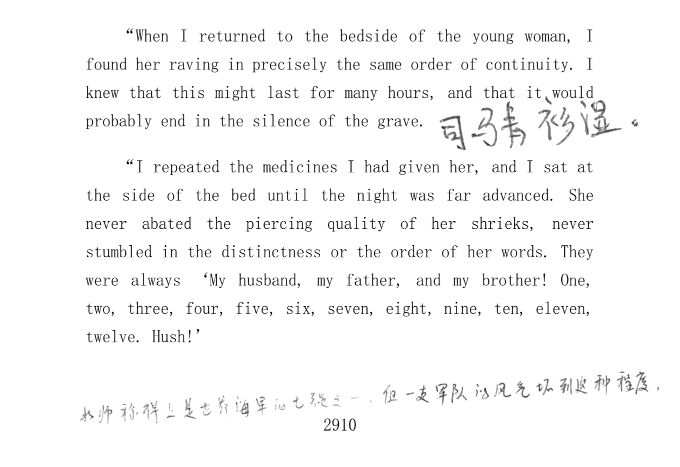 “When I returned to the bedside of the young woman, I
found her raving in precisely the same order of continuity. I
knew that this might last for many hours, and that it would
probably end in the silence of the grave.
司马青衫湿。
“I repeated the medicines I had given her, and I sat at
the side of the bed until the night was far advanced. She
never abated the piercing quality of her shrieks, never
stumbled in the distinctness or the order of her words. They
were always ‘My husband, my father, and my brother! One,
two, three, four, five, six, seven, eight, nine, ten, eleven,
twelve. Hush!’
水师称得上是世界海军的七强之一，但一支军队的风气坏到这种程度，
2910